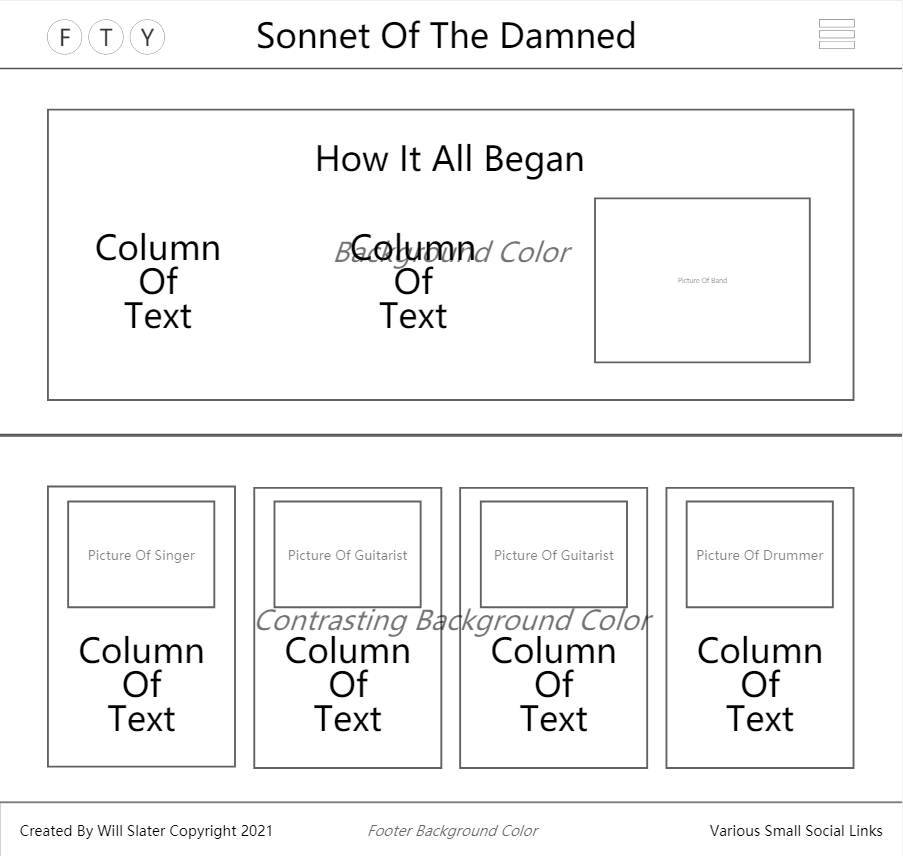 F T Y
Sonnet Of The Damned
How It All Began
Column
Of
Text
Background Color
Column
Of
Text
Picture Of Band
Picture Of Singer
Picture Of Guitarist
Picture Of Guitarist
Picture Of Drummer
Contrasting Background Color
Column
Of
Text
Column
Of
Text
Column
Of
Text
Column
Of
Text
Created By Will Slater Copyright 2021
Footer Background Color
Various Small Social Links